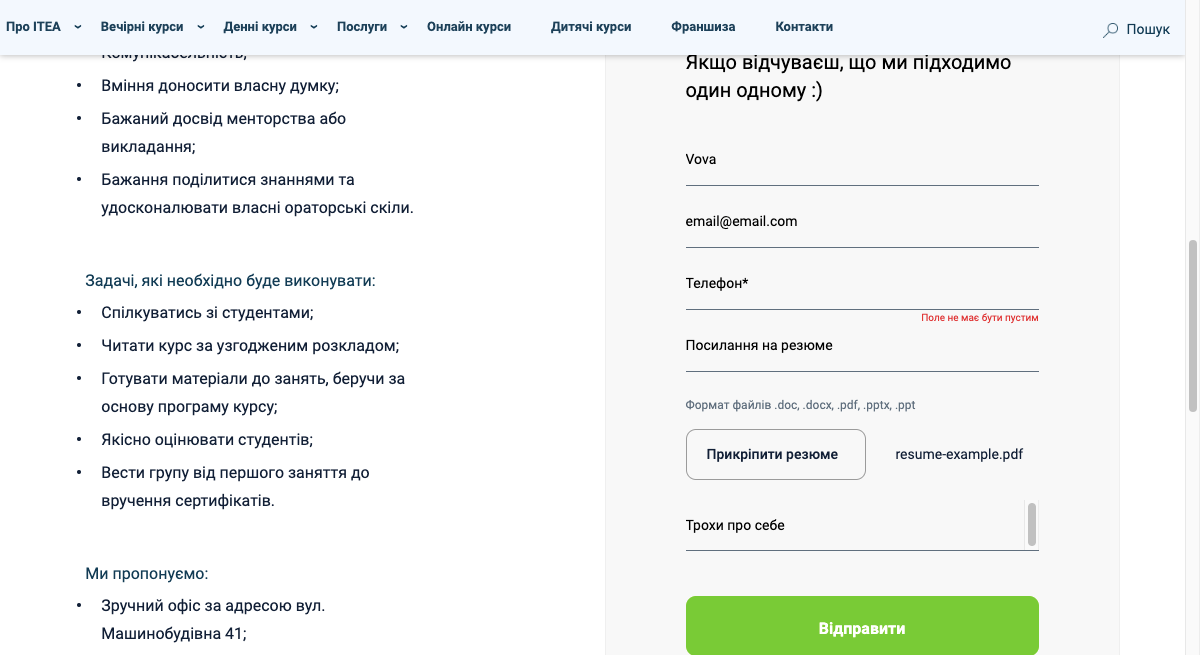 Про ITEA
Вечірні курси
Денні курси
Послуги
Онлайн курси
Дитячі курси
Франшиза
Контакти
Пошук
Комунікабельність;
• Вміння доносити власну думку;
• Бажаний досвід менторства або
викладання;
• Бажання поділитися знаннями та
удосконалювати власні ораторські скіли.
Задачі, які необхідно буде виконувати:
• Спілкуватись зі студентами;
• Читати курс за узгодженим розкладом;
• Готувати матеріали до занять, беручи за
основу програму курсу;
• Якісно оцінювати студентів;
• Вести групу від першого заняття до
вручення сертифікатів.
Ми пропонуємо:
• Зручний офіс за адресою вул.
Машинобудівна 41;
Якщо відчуваєш, що ми підходимо
один одному :)
Vova
email@email.com
Телефон*
Поле не має бути пустим
Посилання на резюме
Формат файлів .doc, .docx, .pdf, .pptx, .ppt
Прикріпити резюме
resume-example.pdf
Трохи про себе
Відправити